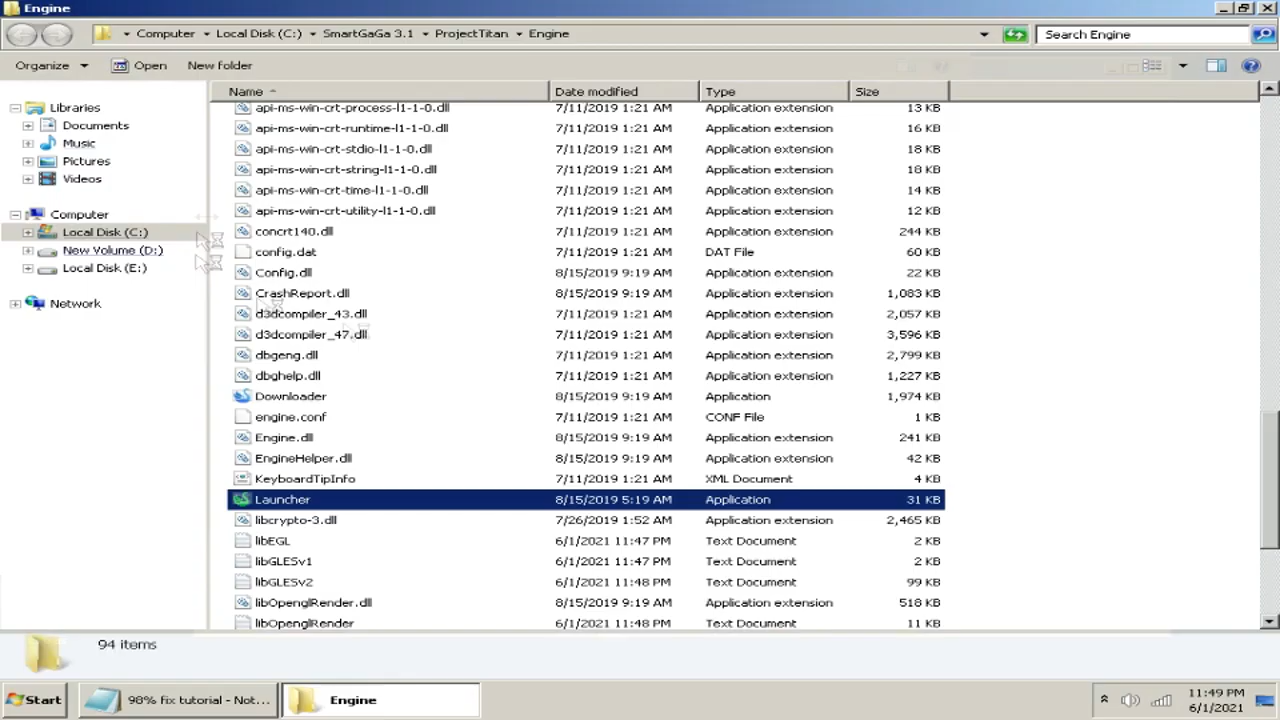 Engine
Computer Local Disk (C:) SmartGaGa 3.1 ProjectTitan Engine Search Engine
Organize Open New folder
Name Date modified Type Size
api-ms-win-crt-process-l1-1-0.dll 7/11/2019 1:21 AM Application extension 13 KB
api-ms-win-crt-runtime-l1-1-0.dll 7/11/2019 1:21 AM Application extension 16 KB
api-ms-win-crt-stdio-l1-1-0.dll 7/11/2019 1:21 AM Application extension 18 KB
api-ms-win-crt-string-l1-1-0.dll 7/11/2019 1:21 AM Application extension 18 KB
api-ms-win-crt-time-l1-1-0.dll 7/11/2019 1:21 AM Application extension 14 KB
api-ms-win-crt-utility-l1-1-0.dll 7/11/2019 1:21 AM Application extension 12 KB
concrt140.dll 7/11/2019 1:21 AM Application extension 244 KB
config.dat 7/11/2019 1:21 AM DAT File 60 KB
Config.dll 8/15/2019 9:19 AM Application extension 22 KB
CrashReport.dll 8/15/2019 9:19 AM Application extension 1,083 KB
d3dcompiler_43.dll 7/11/2019 1:21 AM Application extension 2,057 KB
d3dcompiler_47.dll 7/11/2019 1:21 AM Application extension 3,596 KB
dbgeng.dll 7/11/2019 1:21 AM Application extension 2,799 KB
dbghelp.dll 7/11/2019 1:21 AM Application extension 1,227 KB
Downloader 8/15/2019 9:19 AM Application 1,974 KB
engine.conf 7/11/2019 1:21 AM CONF File 1 KB
Engine.dll 8/15/2019 9:19 AM Application extension 241 KB
EngineHelper.dll 8/15/2019 9:19 AM Application extension 42 KB
KeyboardTipInfo 7/11/2019 1:21 AM XML Document 4 KB
Launcher 8/15/2019 5:19 AM Application 31 KB
libcrypto-3.dll 7/26/2019 1:52 AM Application extension 2,465 KB
libEGL 6/1/2021 11:47 PM Text Document 2 KB
libGLESv1 6/1/2021 11:47 PM Text Document 2 KB
libGLESv2 6/1/2021 11:48 PM Text Document 99 KB
libOpenglRender.dll 8/15/2019 9:19 AM Application extension 518 KB
libOpenglRender 6/1/2021 11:48 PM Text Document 11 KB
Libraries
Documents
Music
Pictures
Videos
Computer
Local Disk (C:)
New Volume (D:)
Local Disk (E:)
Network
94 items
Start 98% fix tutorial - Not... Engine 11:49 PM
6/1/2021